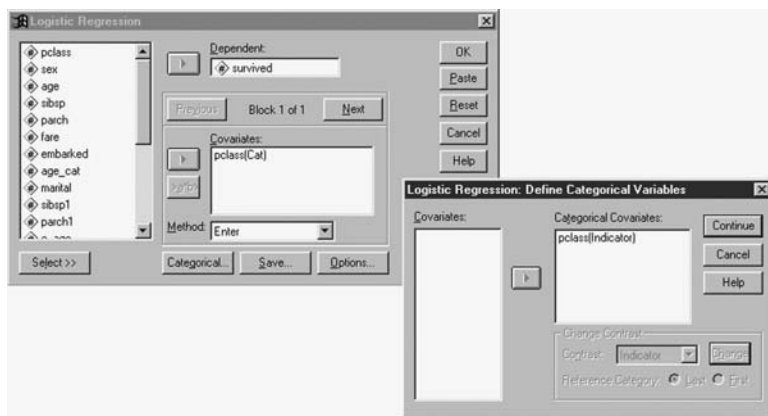 Logistic Regression
pclass
sex
age
sibsp
parch
fare
embarked
age_cat
marital
sibsp1
parch1
Dependent:
survived
Previous
Block 1 of 1
Next
Covariates:
pclass(Cat)
>a*b>
Method:
Enter
OK
Paste
Reset
Cancel
Help
Select >>
Categorical...
Save...
Options...
Logistic Regression: Define Categorical Variables
Covariates:
Categorical Covariates:
pclass(Indicator)
Continue
Cancel
Help
Change Contrast
Contrast:
Indicator
Change
Reference Category:
Last
First